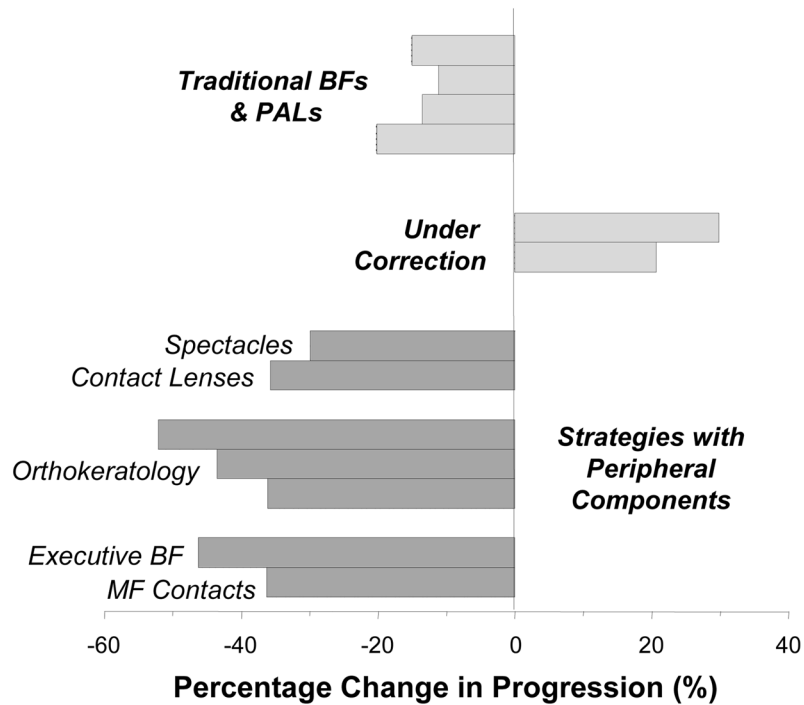 Traditional BFs
& PALs
Under
Correction
Spectacles
Contact Lenses
Strategies with
Peripheral
Components
Orthokeratology
Executive BF
MF Contacts
-60 -40 -20 0 20 40
Percentage Change in Progression (%)